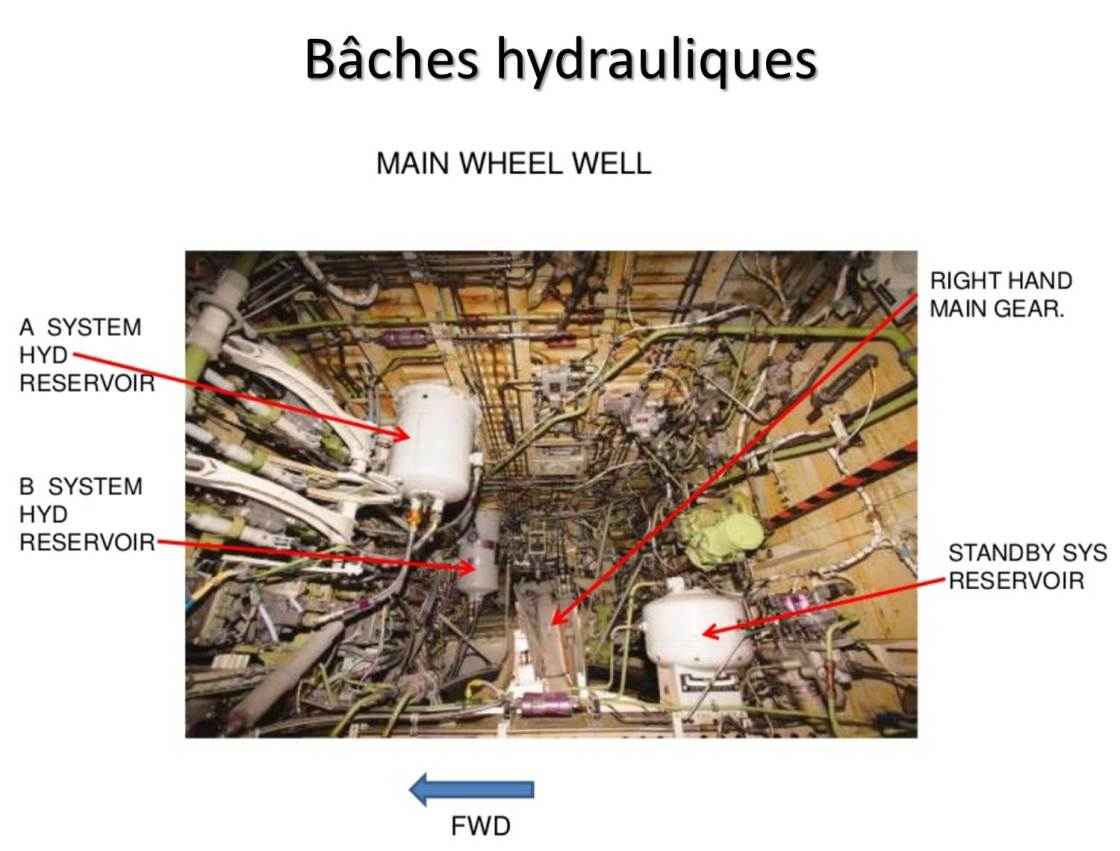 Bâches hydrauliques
MAIN WHEEL WELL
RIGHT HAND
MAIN GEAR.
A SYSTEM
HYD
RESERVOIR
B SYSTEM
HYD
RESERVOIR
STANDBY SYS
RESERVOIR
FWD